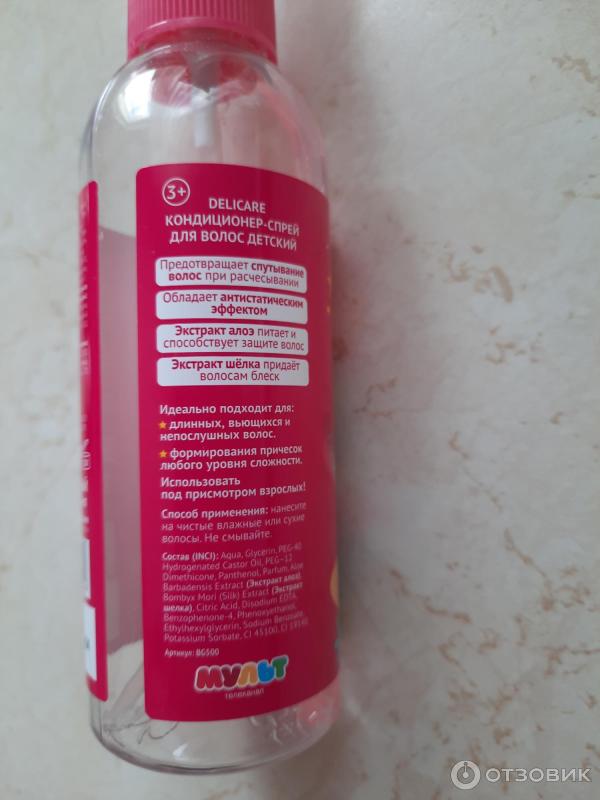 3+
DELICARE
КОНДИЦИОНЕР-СПРЕЙ
ДЛЯ ВОЛОС ДЕТСКИЙ
Предотвращает спутывание
волос при расчесывании
Обладает антистатическим
эффектом
Экстракт алоэ питает и
способствует защите волос
Экстракт шёлка придаёт
волосам блеск
Идеально подходит для:
длинных, вьющихся и
непослушных волос.
формирования причесок
любого уровня сложности.
Использовать
под присмотром взрослых!
Способ применения: нанесите
на чистые влажные или сухие
волосы. Не смывайте.
Состав (INCI): Aqua, Glycerin, PEG-40
Hydrogenated Castor Oil, PEG-12
Dimethicone, Panthenol, Parfum, Aloe
Barbadensis Extract (Экстракт алоэ),
Bombyx Mori (Silk) Extract (Экстракт
шелка), Citric Acid, Disodium EDTA,
Benzophenone-4, Phenoxyethanol,
Ethylhexylglycerin, Sodium Benzoate,
Potassium Sorbate, CI 45100, CI 19140
Артикул: BG500
МУЛЬТ
телеканал
ОТЗОВИК